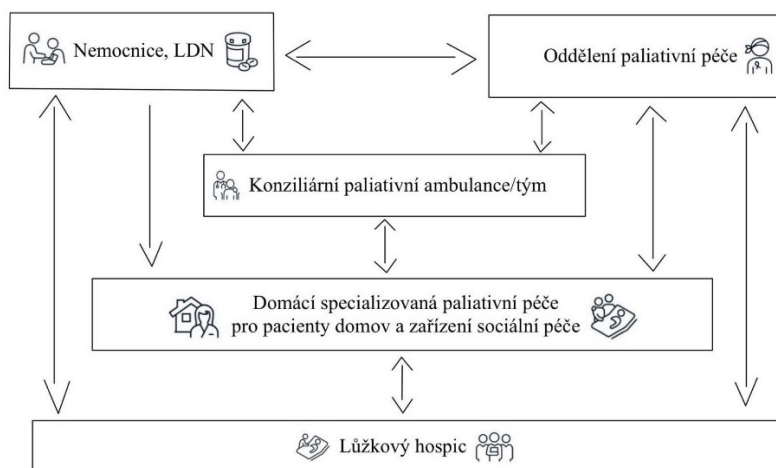 Nemocnice, LDN
Oddělení paliativní péče
Konziliární paliativní ambulance/tým
Domácí specializovaná paliativní péče
pro pacienty domov a zařízení sociální péče
Lůžkový hospic